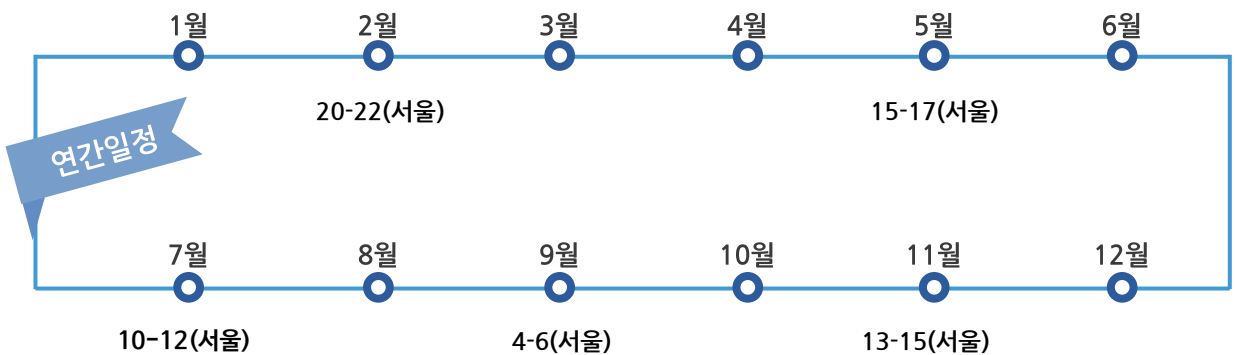 1월 2월 3월 4월 5월 6월
20-22(서울) 15-17(서울)
연간일정
7월 8월 9월 10월 11월 12월
10-12(서울) 4-6(서울) 13-15(서울)